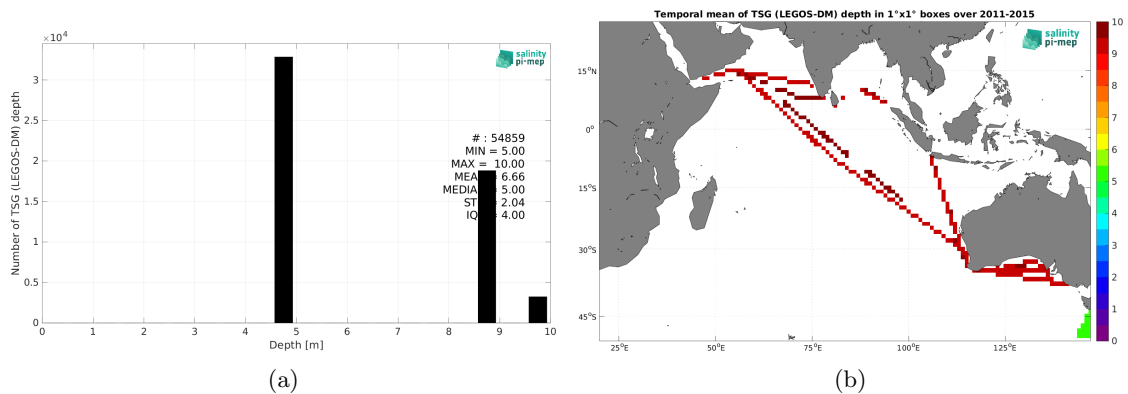 ×10⁴
3
2.5
2
1.5
1
0.5
0
Number of TSG (LEGOS-DM) depth
salinity
pi-mep
# : 54859
MIN = 5.00
MAX = 10.00
= 6.66
= 5.00
= 2.04
= 4.00
0 1 2 3 4 5 6 7 8 9 10
Depth [m]
(a)
Temporal mean of TSG (LEGOS-DM) depth in 1°x1° boxes over 2011-2015
salinity
pi-mep
15°N
0°
15°S
30°S
45°S
25°E 50°E 75°E 100°E 125°E
10
9
8
7
6
5
4
3
2
1
0
(b)